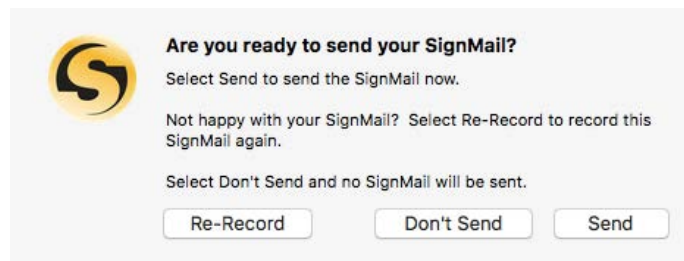 Are you ready to send your SignMail?
Select Send to send the SignMail now.
Not happy with your SignMail?  Select Re-Record to record this
SignMail again.
Select Don't Send and no SignMail will be sent.
Re-Record Don't Send Send